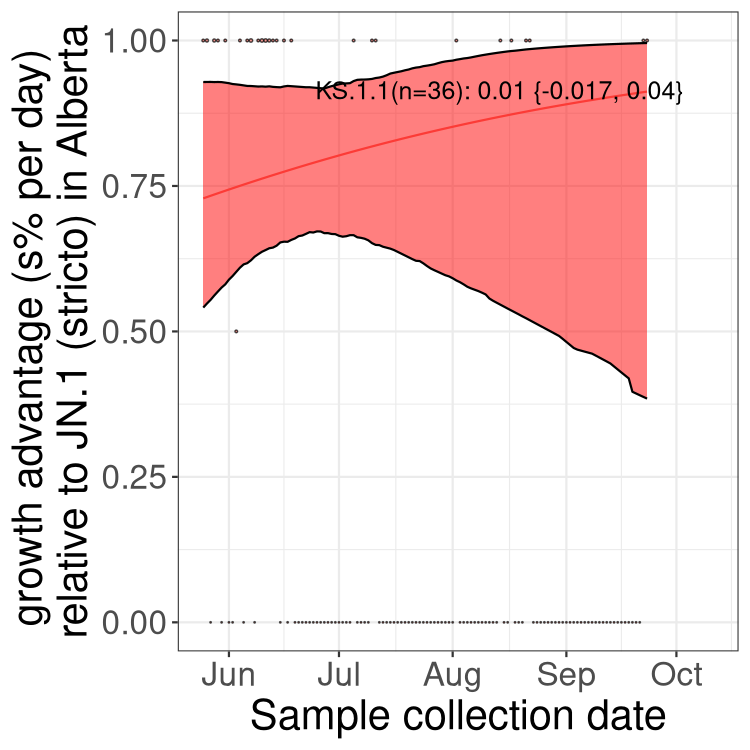 growth advantage (s% per day)
relative to JN.1 (stricto) in Alberta
1.00
0.75
0.50
0.25
0.00
KS.1.1(n=36): 0.01 {-0.017, 0.04}
Jun Jul Aug Sep Oct
Sample collection date